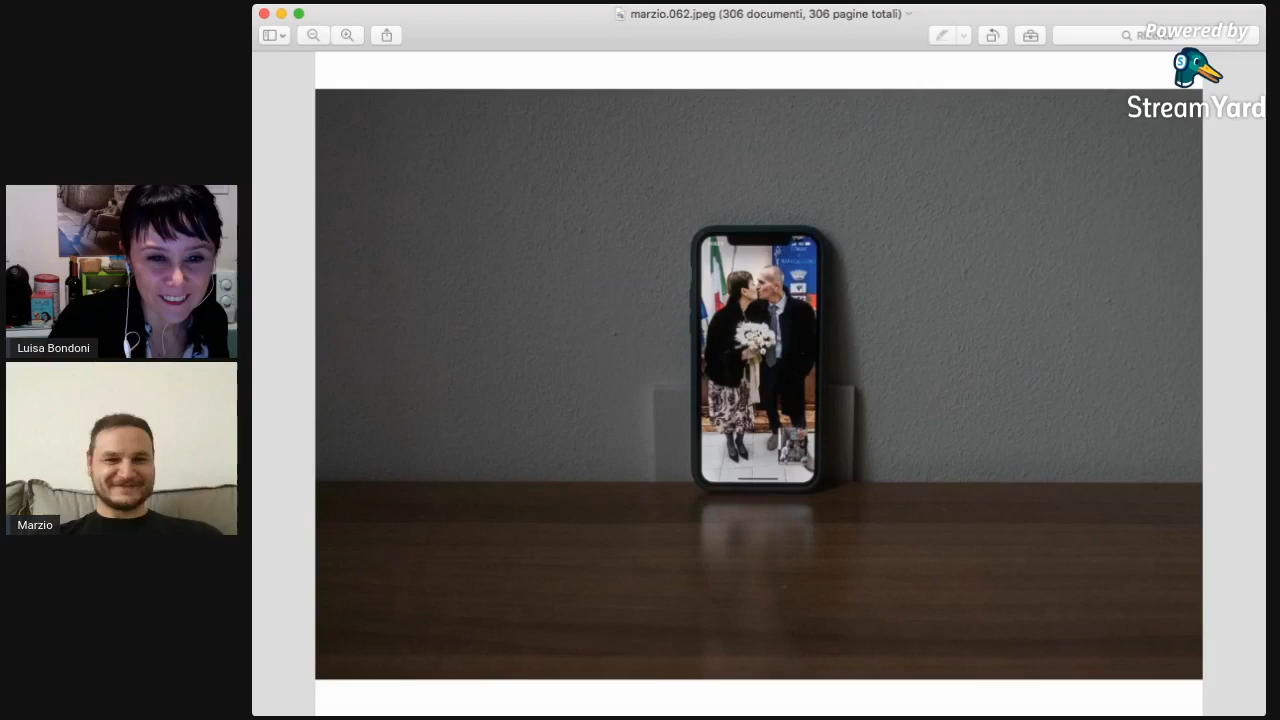 marzio.062.jpeg (306 documenti, 306 pagine totali)
Powered by
StreamYard
Luisa Bondoni
Marzio